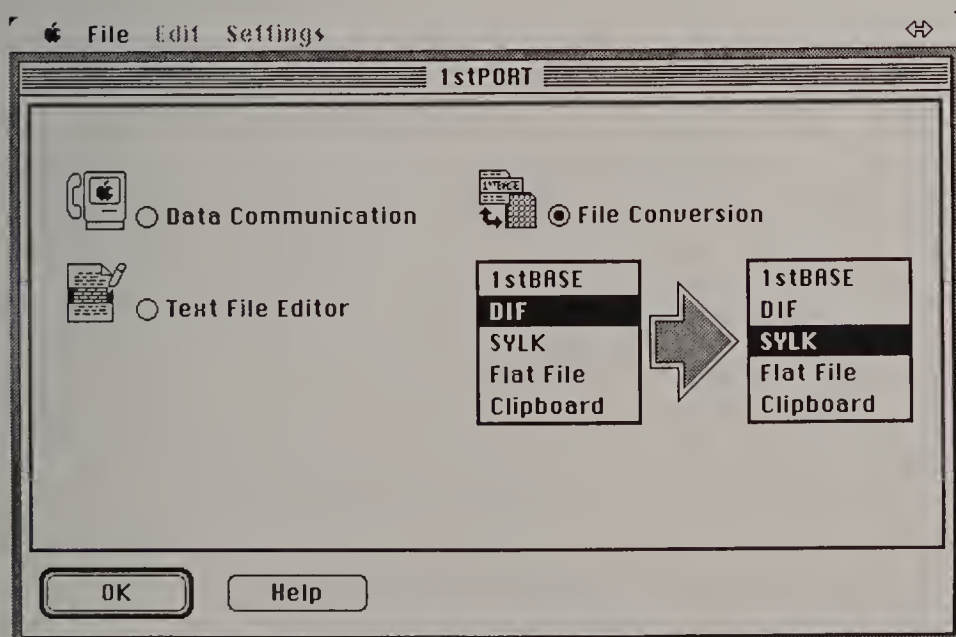 File Edit Settings
1stPORT
Data Communication
File Conversion
Text File Editor
1stBASE
DIF
SYLK
Flat File
Clipboard
1stBASE
DIF
SYLK
Flat File
Clipboard
OK
Help